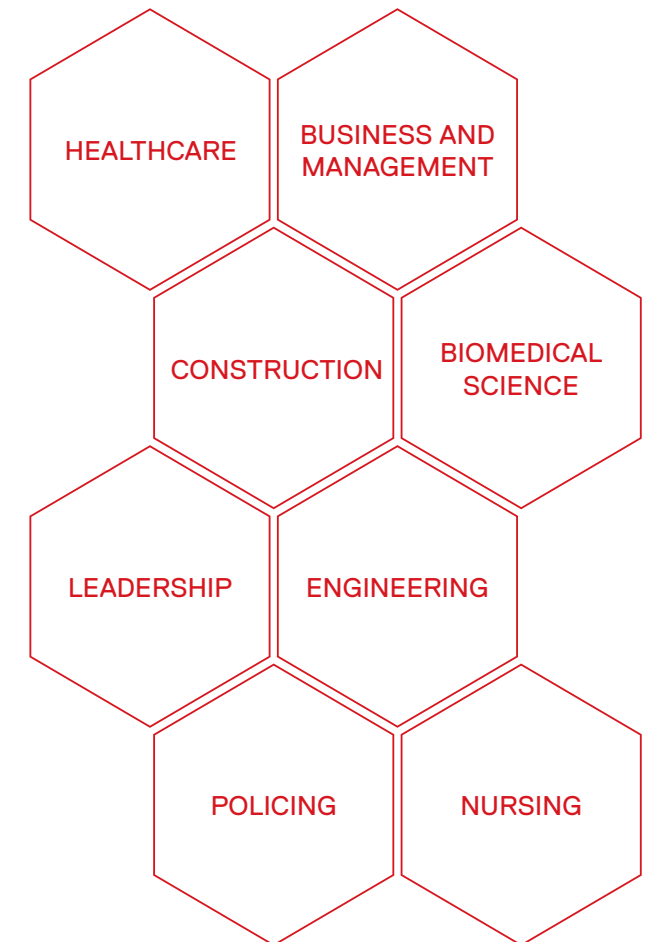 HEALTHCARE
BUSINESS AND
MANAGEMENT
CONSTRUCTION
BIOMEDICAL
SCIENCE
LEADERSHIP
ENGINEERING
POLICING
NURSING